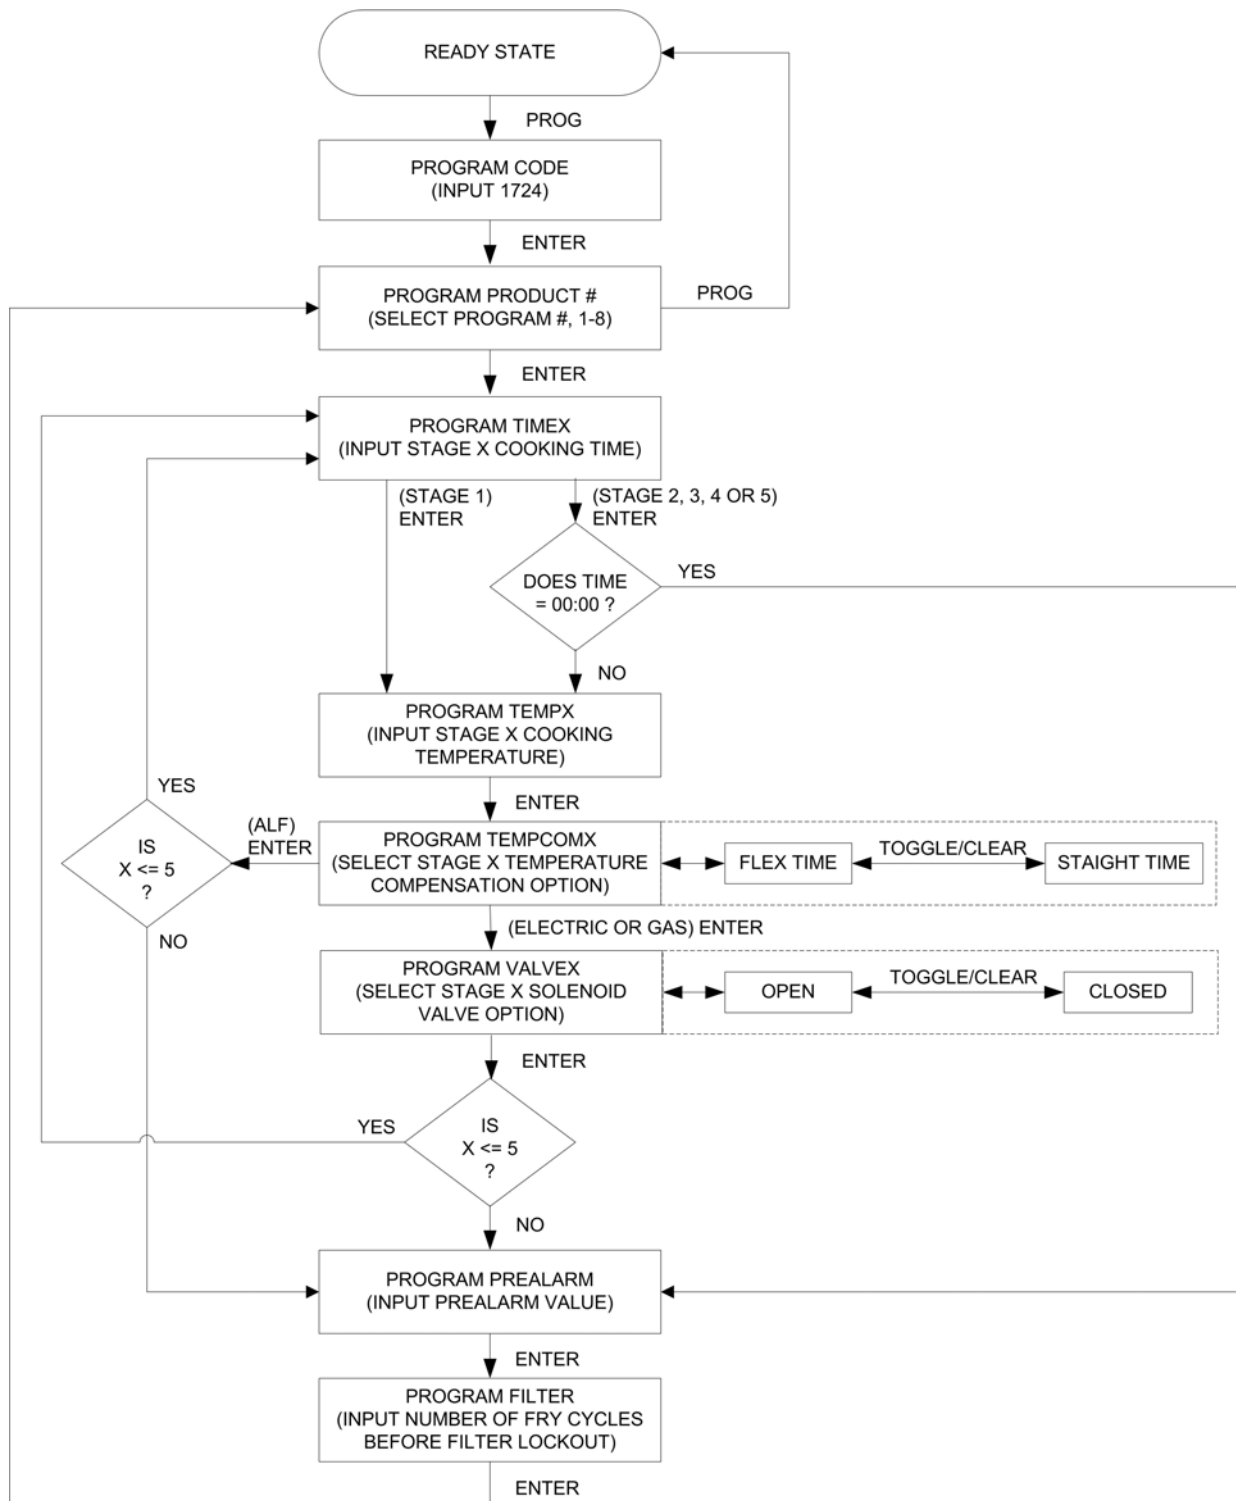 READY STATE
PROG
PROGRAM CODE
(INPUT 1724)
ENTER
PROGRAM PRODUCT #
(SELECT PROGRAM #, 1-8)
PROG
ENTER
PROGRAM TIMEX
(INPUT STAGE X COOKING TIME)
(STAGE 1)
ENTER
(STAGE 2, 3, 4 OR 5)
ENTER
DOES TIME
= 00:00 ?
YES
NO
PROGRAM TEMPX
(INPUT STAGE X COOKING
TEMPERATURE)
ENTER
YES
IS
X <= 5
?
NO
(ALF)
ENTER
PROGRAM TEMPCOMX
(SELECT STAGE X TEMPERATURE
COMPENSATION OPTION)
FLEX TIME
TOGGLE/CLEAR
STAIGHT TIME
(ELECTRIC OR GAS) ENTER
PROGRAM VALVEX
(SELECT STAGE X SOLENOID
VALVE OPTION)
OPEN
TOGGLE/CLEAR
CLOSED
ENTER
YES
IS
X <= 5
?
NO
PROGRAM PREALARM
(INPUT PREALARM VALUE)
ENTER
PROGRAM FILTER
(INPUT NUMBER OF FRY CYCLES
BEFORE FILTER LOCKOUT)
ENTER